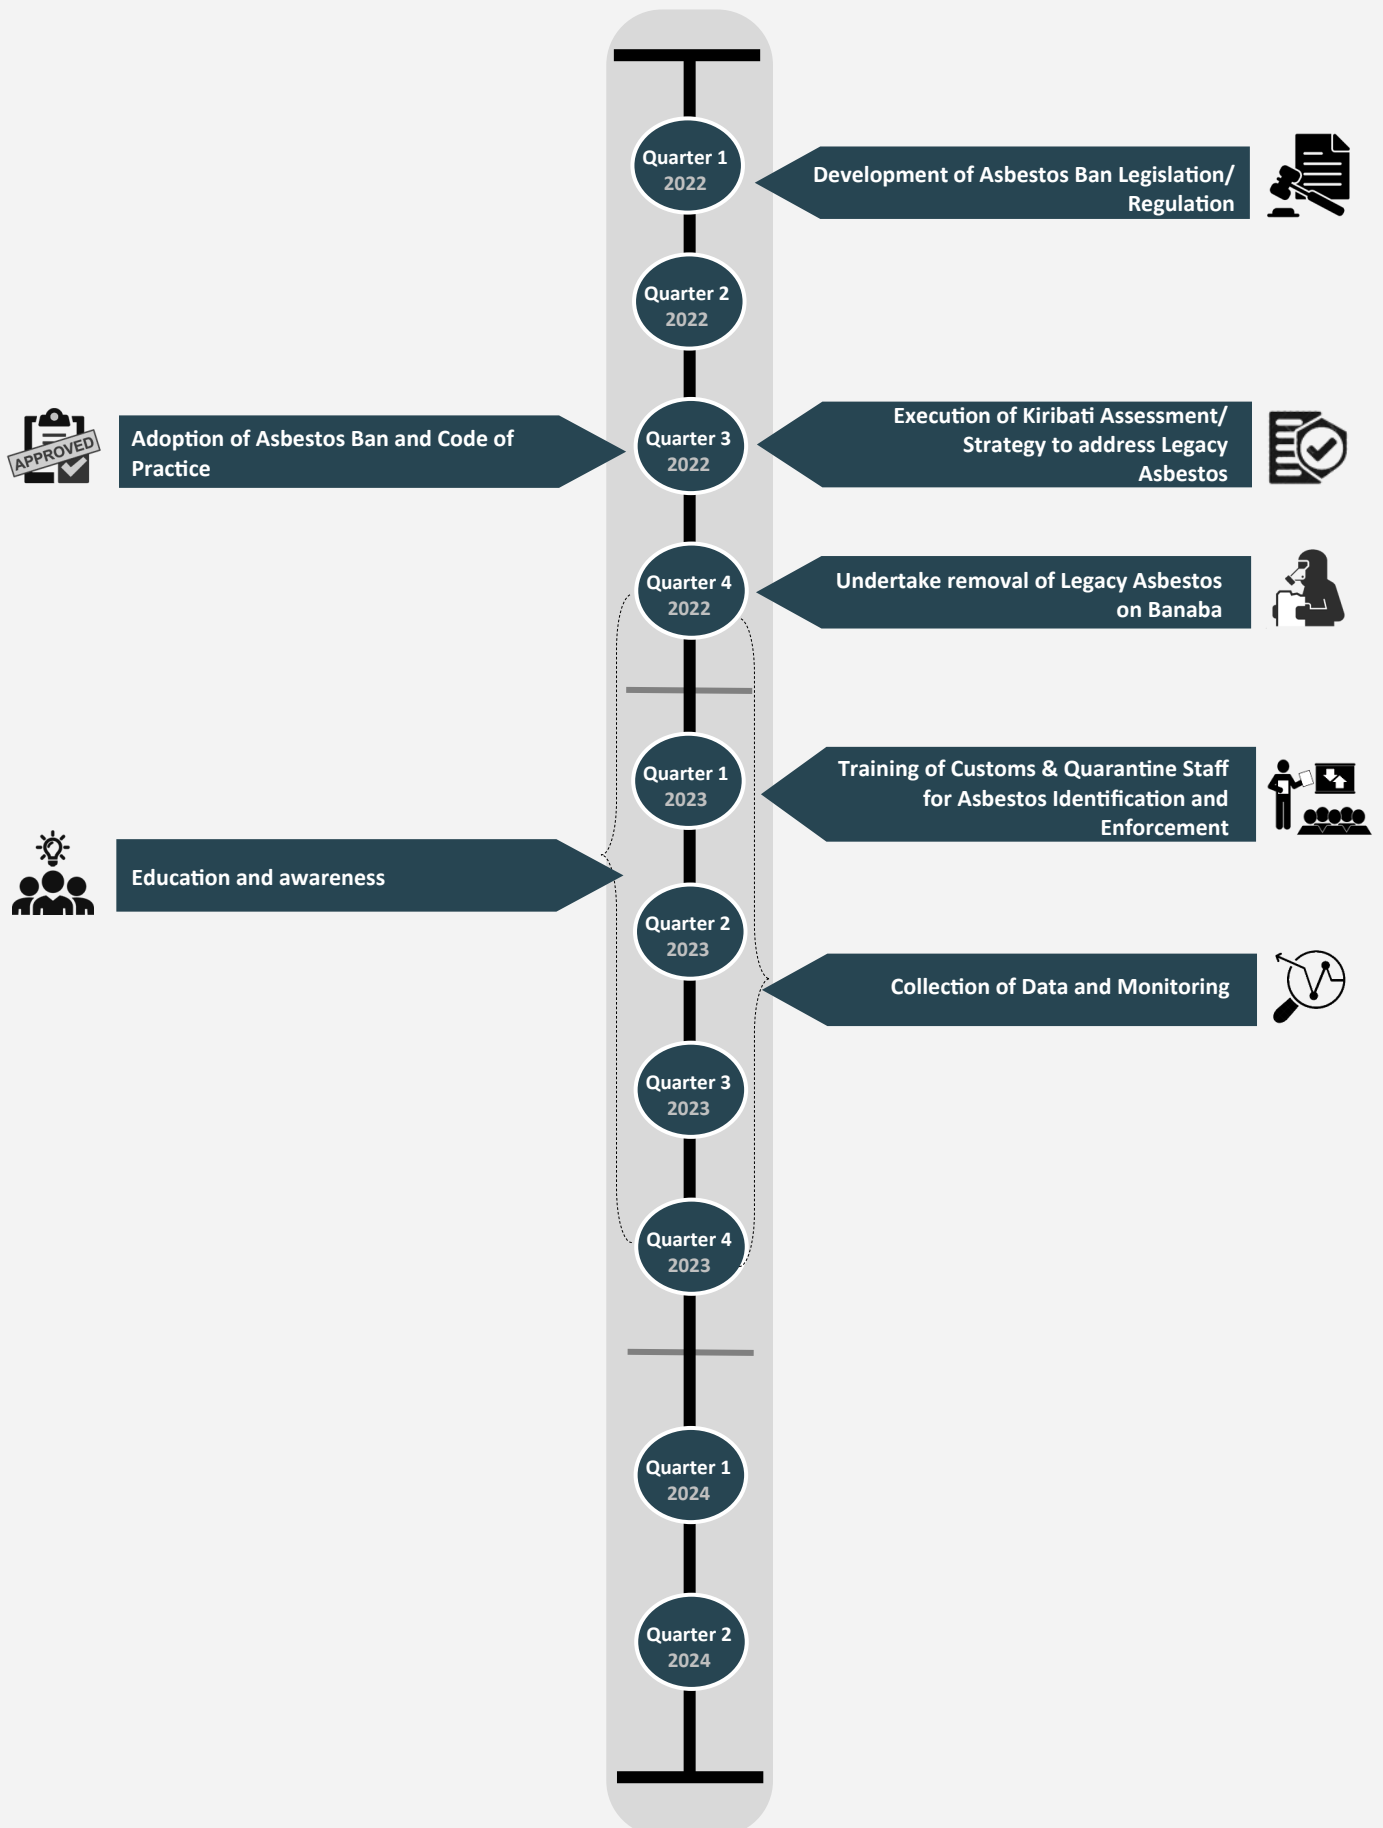 Quarter 1
2022
Development of Asbestos Ban Legislation/
Regulation
Quarter 2
2022
APPROVED
Adoption of Asbestos Ban and Code of
Practice
Quarter 3
2022
Execution of Kiribati Assessment/
Strategy to address Legacy
Asbestos
Quarter 4
2022
Undertake removal of Legacy Asbestos
on Banaba
Quarter 1
2023
Training of Customs & Quarantine Staff
for Asbestos Identification and
Enforcement
Education and awareness
Quarter 2
2023
Collection of Data and Monitoring
Quarter 3
2023
Quarter 4
2023
Quarter 1
2024
Quarter 2
2024